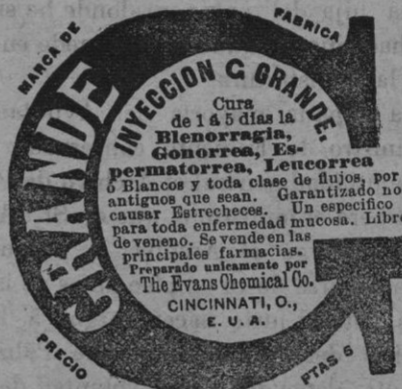 MARCA DE
FABRICA
GRANDE
INYECCION G GRANDE.
Cura
de 1 á 5 días la
Blenorragia,
Gonorrea, Es-
permatorrea, Leucorrea
ó Blancos y toda clase de flujos, por
antiguos que sean. Garantizado no
causar Estrecheces. Un específico
para toda enfermedad mucosa. Libre
de veneno. Se vende en las
principales farmacias.
Preparado unicamente por
The Evans Chemical Co.
CINCINNATI, O.,
E. U. A.
PRECIO
PTAS 5